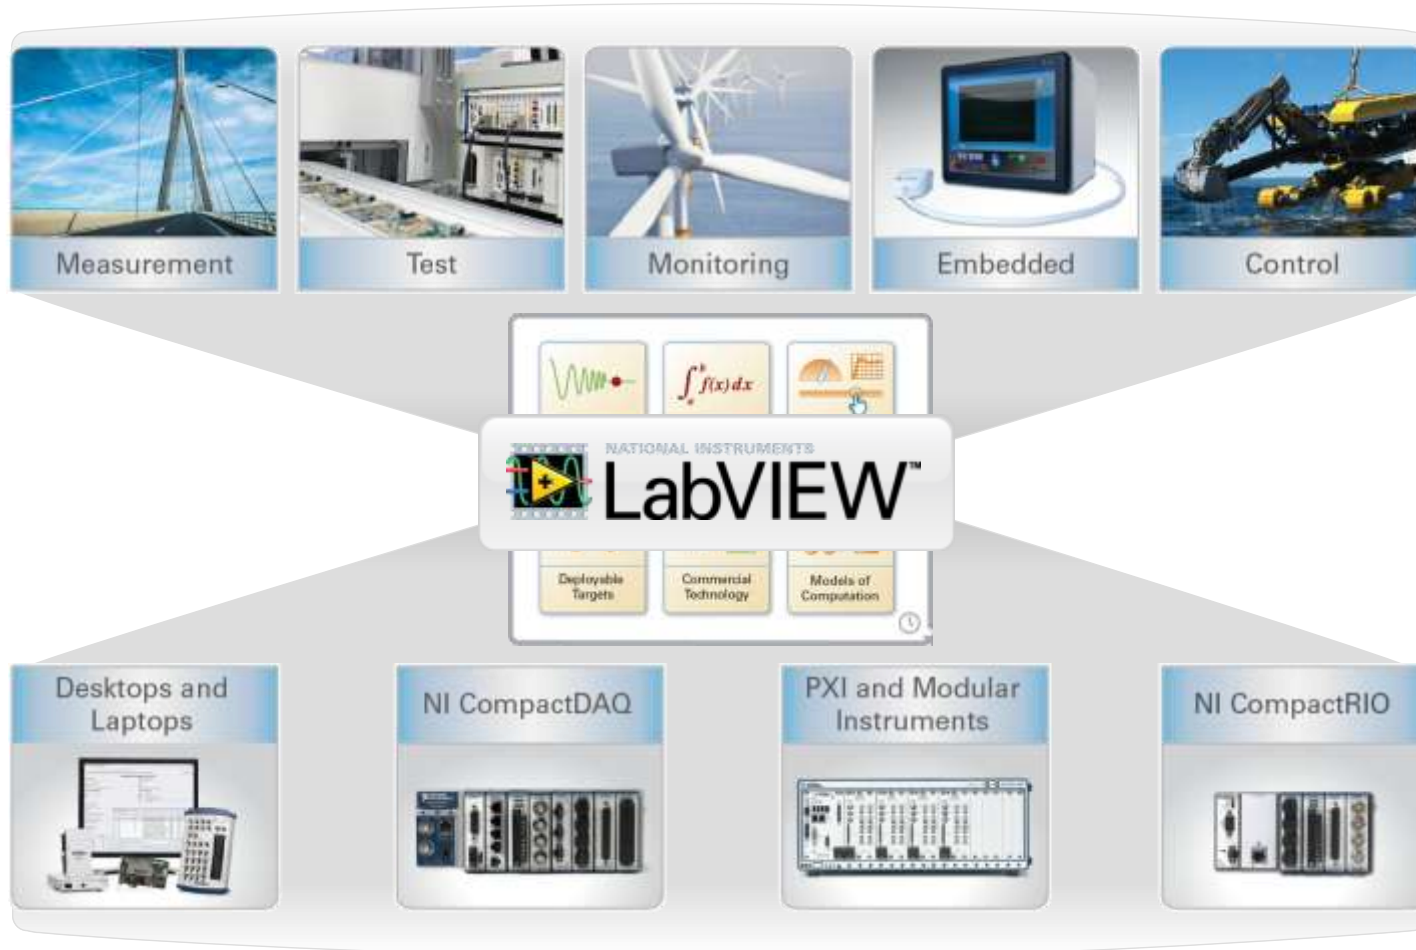 Measurement
Test
Monitoring
Embedded
Control
∫ₐᵇ f(x) dx
NATIONAL INSTRUMENTS
LabVIEW™
Deployable
Targets
Commercial
Technology
Models of
Computation
Desktops and
Laptops
NI CompactDAQ
PXI and Modular
Instruments
NI CompactRIO